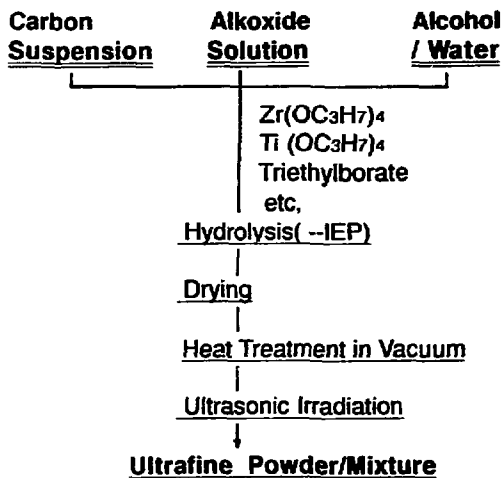 Carbon Suspension
Alkoxide Solution
Alcohol / Water
Zr(OC3H7)4
Ti (OC3H7)4
Triethylborate
etc,
Hydrolysis( --IEP)
Drying
Heat Treatment in Vacuum
Ultrasonic Irradiation
Ultrafine Powder/Mixture